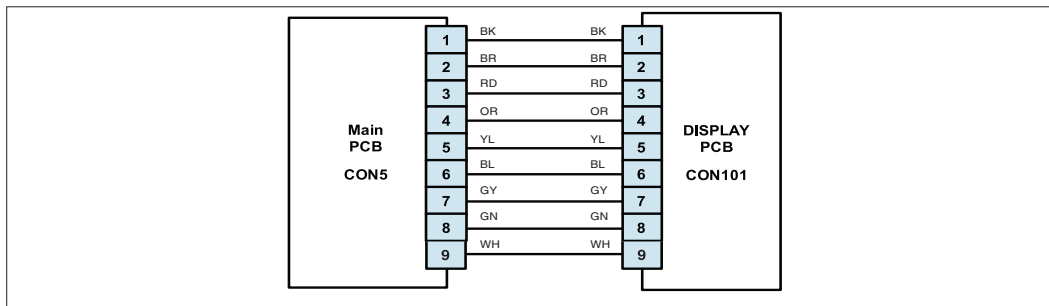 1 BK BK 1
2 BR BR 2
3 RD RD 3
4 OR OR 4
5 YL YL 5
6 BL BL 6
7 GY GY 7
8 GN GN 8
9 WH WH 9
Main
PCB
CON5
DISPLAY
PCB
CON101